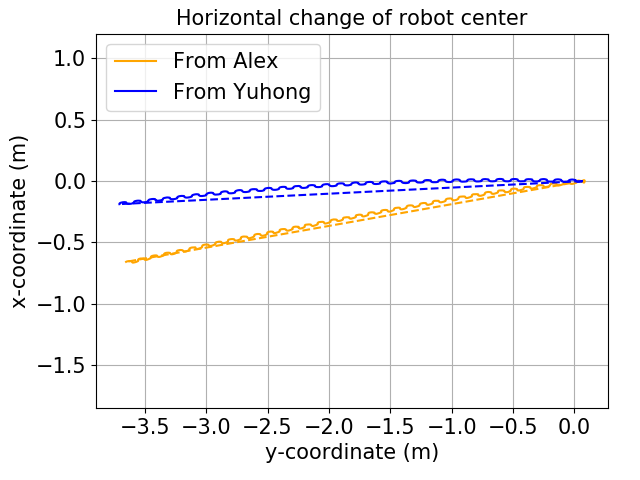 Horizontal change of robot center
From Alex
From Yuhong
1.0
0.5
0.0
−0.5
−1.0
−1.5
x-coordinate (m)
−3.5 −3.0 −2.5 −2.0 −1.5 −1.0 −0.5 0.0
y-coordinate (m)